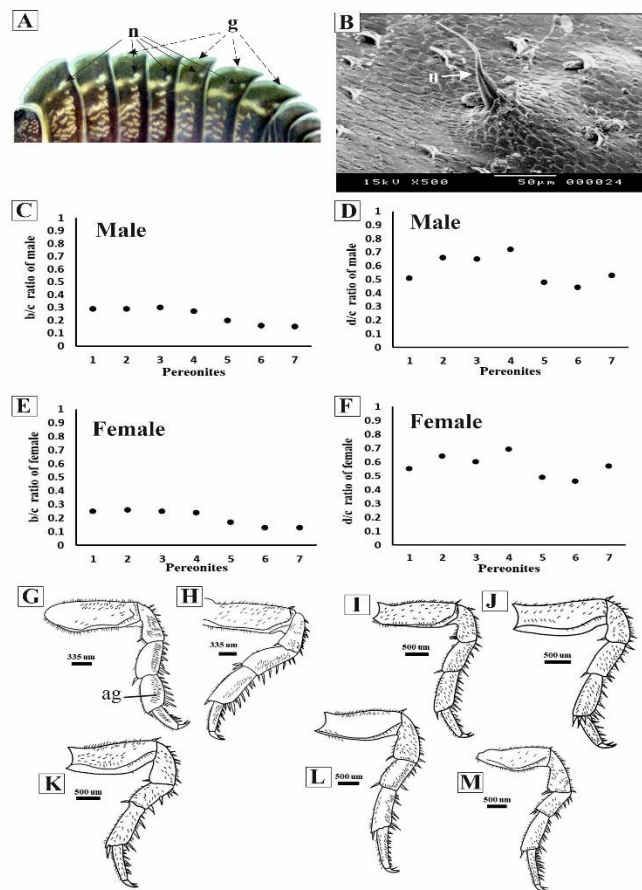 A
n
g
B
n
15kV X500 50µm 000024
C
Male
b/c ratio of male
1
0.9
0.8
0.7
0.6
0.5
0.4
0.3
0.2
0.1
0
1 2 3 4 5 6 7
Pereonites
D
Male
d/c ratio of male
1
0.9
0.8
0.7
0.6
0.5
0.4
0.3
0.2
0.1
0
1 2 3 4 5 6 7
Pereonites
E
Female
b/c ratio of female
1
0.9
0.8
0.7
0.6
0.5
0.4
0.3
0.2
0.1
0
1 2 3 4 5 6 7
Pereonites
F
Female
d/c ratio of female
1
0.9
0.8
0.7
0.6
0.5
0.4
0.3
0.2
0.1
0
1 2 3 4 5 6 7
Pereonites
G
335 um
ag
H
335 um
I
500 um
J
500 um
K
500 um
L
500 um
M
500 um